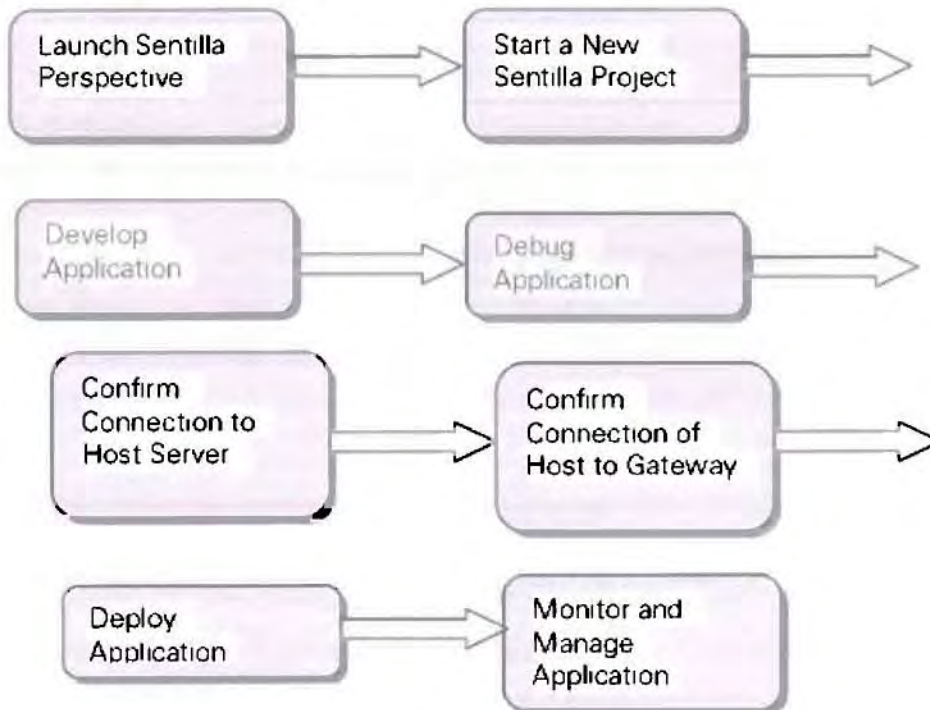 Launch Sentilla
Perspective
Start a New
Sentilla Project
Develop
Application
Debug
Application
Confirm
Connection to
Host Server
Confirm
Connection of
Host to Gateway
Deploy
Application
Monitor and
Manage
Application